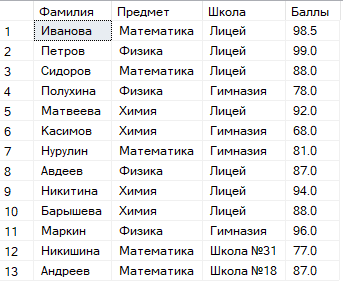 Фамилия Предмет Школа Баллы
1 Иванова Математика Лицей 98.5
2 Петров Физика Лицей 99.0
3 Сидоров Математика Лицей 88.0
4 Полухина Физика Гимназия 78.0
5 Матвеева Химия Лицей 92.0
6 Касимов Химия Гимназия 68.0
7 Нурулин Математика Гимназия 81.0
8 Авдеев Физика Лицей 87.0
9 Никитина Химия Лицей 94.0
10 Барышева Химия Лицей 88.0
11 Маркин Физика Гимназия 96.0
12 Никишина Математика Школа №31 77.0
13 Андреев Математика Школа №18 87.0